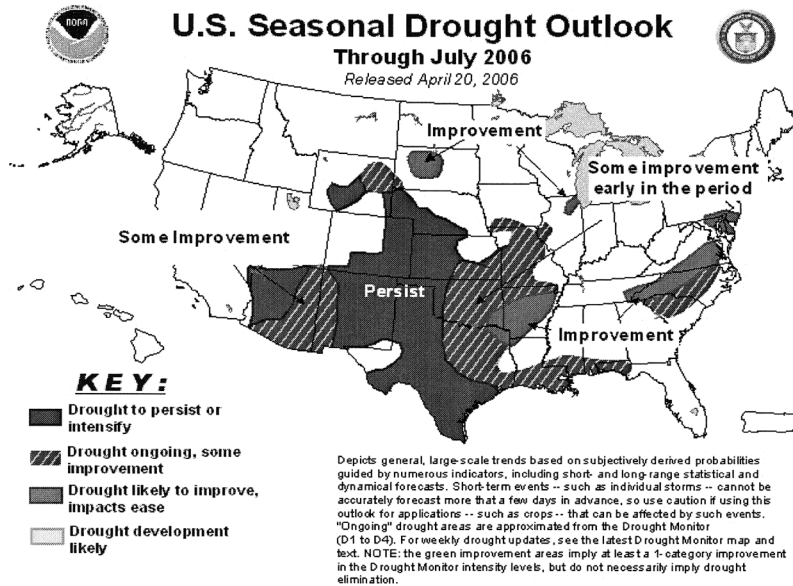 NOAA
U.S. Seasonal Drought Outlook
Through July 2006
Released April 20, 2006
Improvement
Some improvement
early in the period
Some Improvement
Persist
Improvement
KEY:
Drought to persist or
intensify
Drought ongoing, some
improvement
Drought likely to improve,
impacts ease
Drought development
likely
Depicts general, large-scale trends based on subjectively derived probabilities
guided by numerous indicators, including short- and long-range statistical and
dynamical forecasts. Short-term events -- such as individual storms -- cannot be
accurately forecast more that a few days in advance, so use caution if using this
outlook for applications -- such as crops -- that can be affected by such events.
"Ongoing" drought areas are approximated from the Drought Monitor
(D1 to D4). For weekly drought updates, see the latest Drought Monitor map and
text. NOTE: the green improvement areas imply at least a 1-category improvement
in the Drought Monitor intensity levels, but do not necessarily imply drought
elimination.